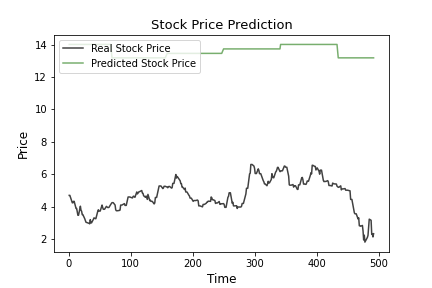 Stock Price Prediction
14
12
10
8
6
4
2
Price
Real Stock Price
Predicted Stock Price
0 100 200 300 400 500
Time